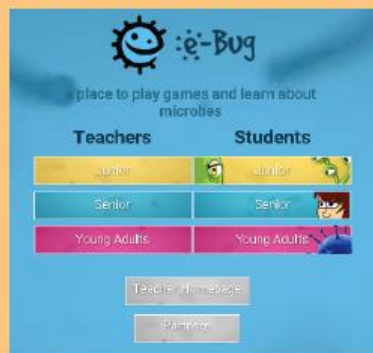 :e-Bug
a place to play games and learn about
microbes
Teachers Students
Junior Junior
Senior Senior
Young Adults Young Adults
Teacher Homepage
Partner